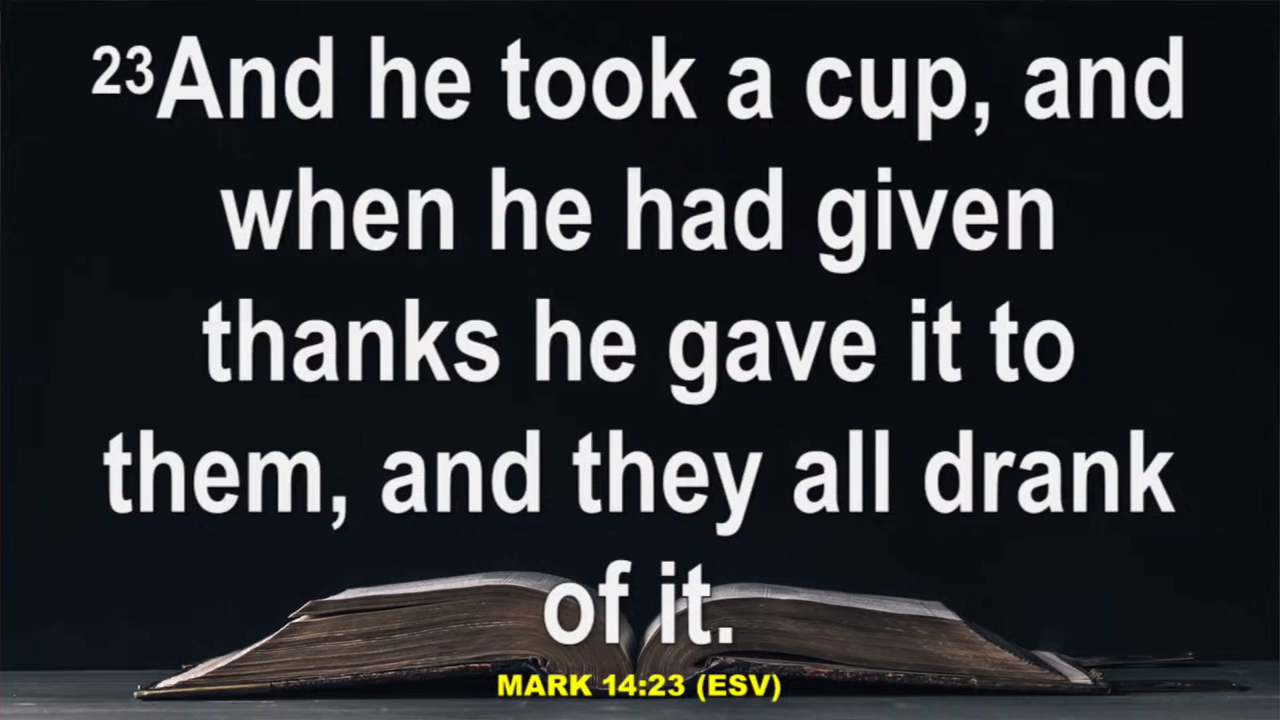 23And he took a cup, and
when he had given
thanks he gave it to
them, and they all drank
of it.
MARK 14:23 (ESV)